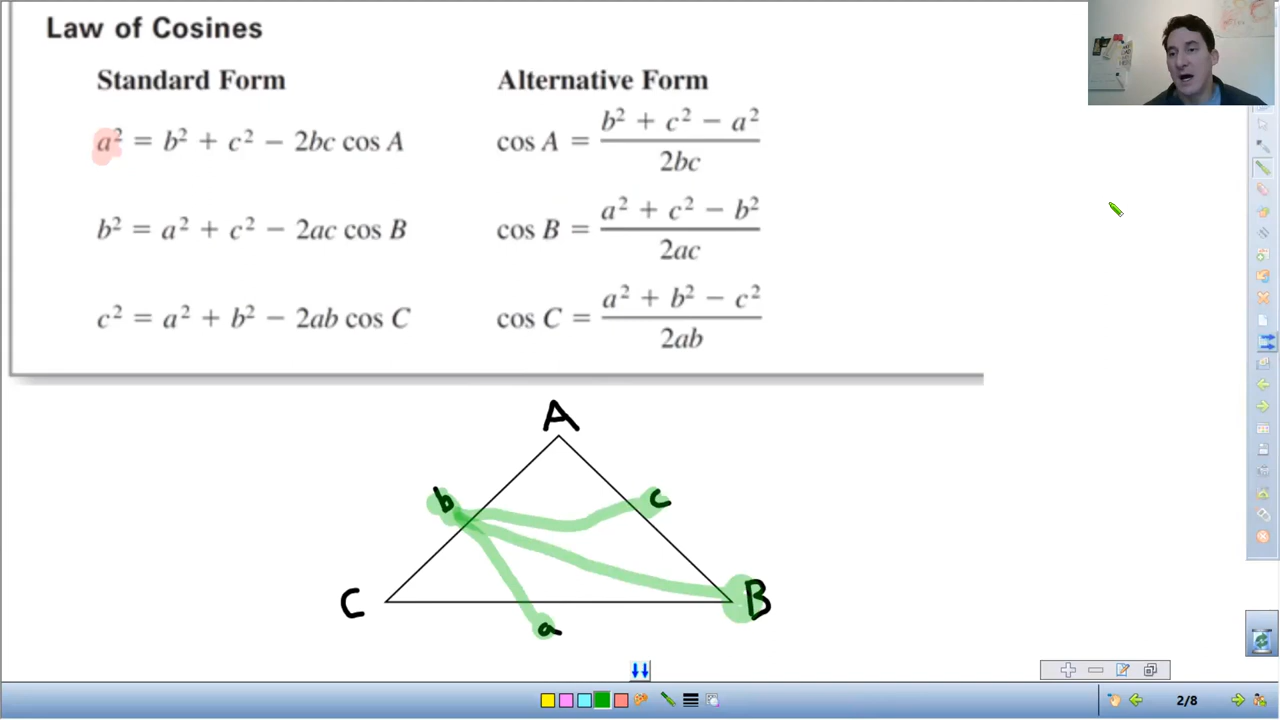 Law of Cosines
Standard Form
Alternative Form
a² = b² + c² − 2bc cos A
cos A = (b² + c² − a²) / 2bc
b² = a² + c² − 2ac cos B
cos B = (a² + c² − b²) / 2ac
c² = a² + b² − 2ab cos C
cos C = (a² + b² − c²) / 2ab
A
b
c
C
B
a
2/8